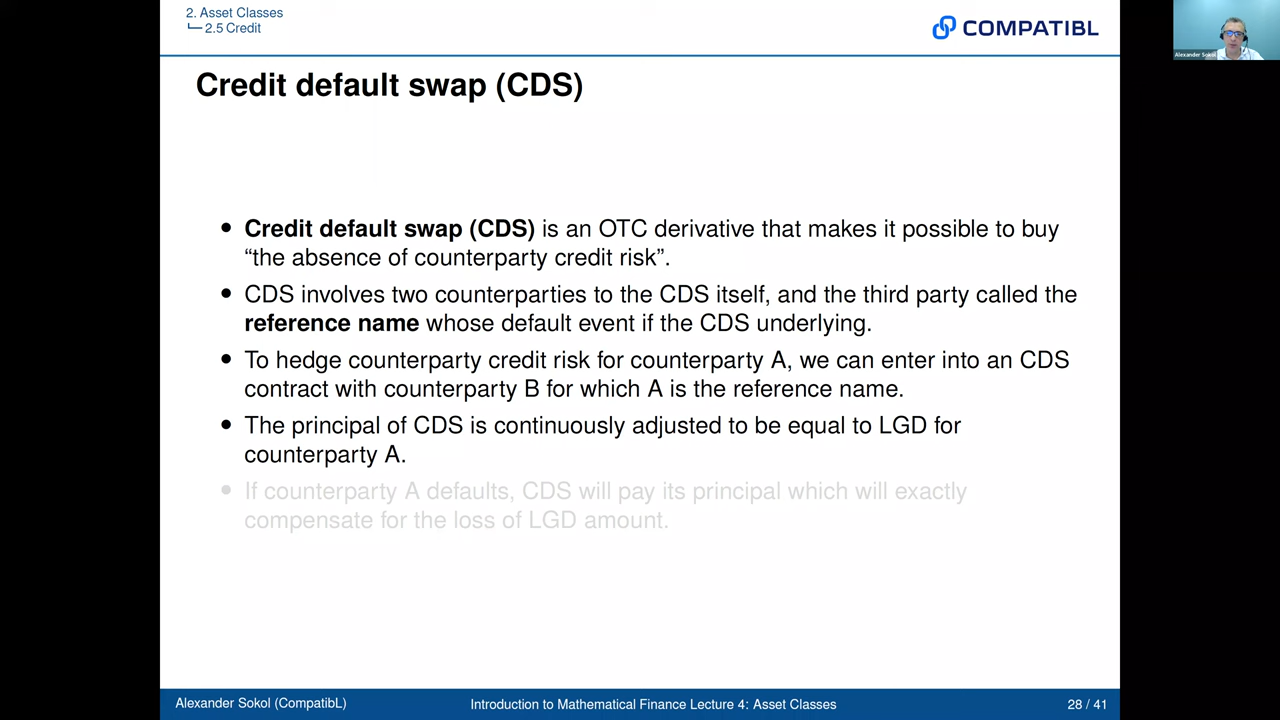 2. Asset Classes
2.5 Credit
COMPATIBL
Alexander Sokol
Credit default swap (CDS)
• Credit default swap (CDS) is an OTC derivative that makes it possible to buy
“the absence of counterparty credit risk”.
• CDS involves two counterparties to the CDS itself, and the third party called the
reference name whose default event if the CDS underlying.
• To hedge counterparty credit risk for counterparty A, we can enter into an CDS
contract with counterparty B for which A is the reference name.
• The principal of CDS is continuously adjusted to be equal to LGD for
counterparty A.
• If counterparty A defaults, CDS will pay its principal which will exactly
compensate for the loss of LGD amount.
Alexander Sokol (CompatibL)
Introduction to Mathematical Finance Lecture 4: Asset Classes
28 / 41